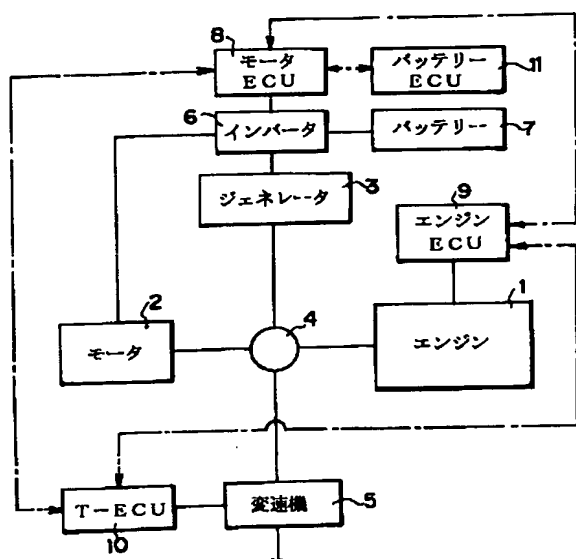 8
モータ
ECU
バッテリー
ECU
11
6
インバータ
バッテリー
7
ジェネレータ
3
9
エンジン
ECU
2
モータ
4
1
エンジン
T-ECU
10
変速機
5